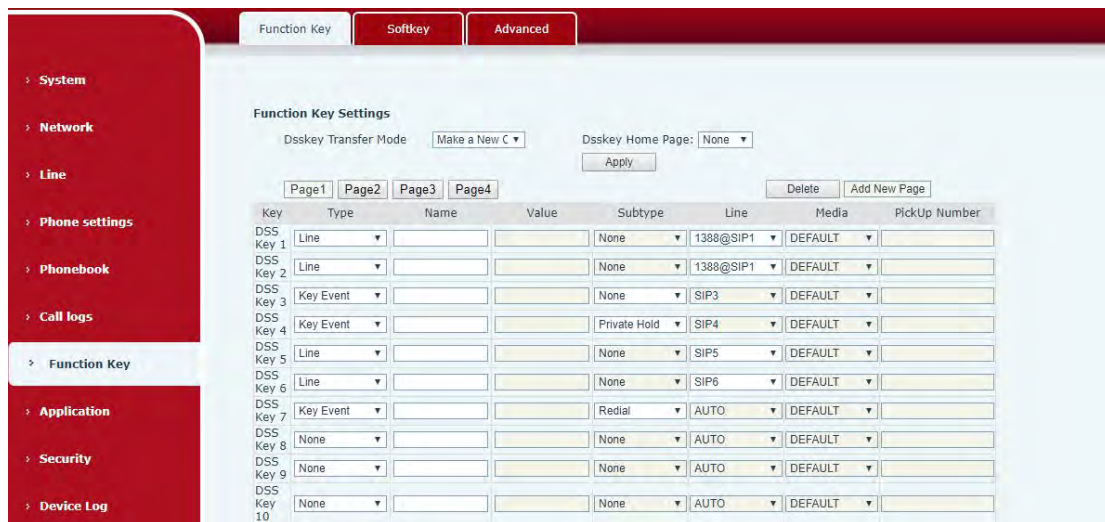 Function Key Softkey Advanced
› System
› Network
› Line
› Phone settings
› Phonebook
› Call logs
› Function Key
› Application
› Security
› Device Log
Function Key Settings
Dsskey Transfer Mode Make a New C Dsskey Home Page: None
Apply
Page1 Page2 Page3 Page4 Delete Add New Page
Key Type Name Value Subtype Line Media PickUp Number
DSS Key 1 Line None 1388@SIP1 DEFAULT
DSS Key 2 Line None 1388@SIP1 DEFAULT
DSS Key 3 Key Event None SIP3 DEFAULT
DSS Key 4 Key Event Private Hold SIP4 DEFAULT
DSS Key 5 Line None SIP5 DEFAULT
DSS Key 6 Line None SIP6 DEFAULT
DSS Key 7 Key Event Redial AUTO DEFAULT
DSS Key 8 None None AUTO DEFAULT
DSS Key 9 None None AUTO DEFAULT
DSS Key 10 None None AUTO DEFAULT